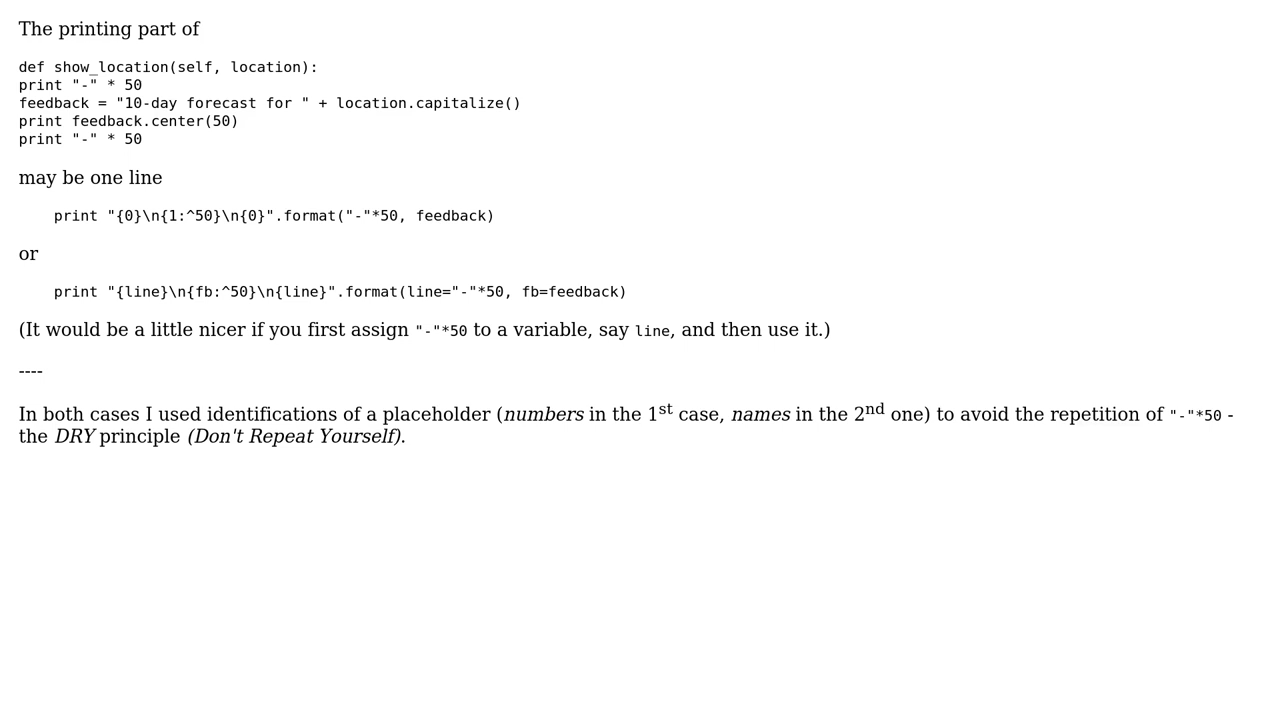 The printing part of
def show_location(self, location):
print "-" * 50
feedback = "10-day forecast for " + location.capitalize()
print feedback.center(50)
print "-" * 50
may be one line
    print "{0}\n{1:^50}\n{0}".format("-"*50, feedback)
or
    print "{line}\n{fb:^50}\n{line}".format(line="-"*50, fb=feedback)
(It would be a little nicer if you first assign "-"*50 to a variable, say line, and then use it.)
----
In both cases I used identifications of a placeholder (numbers in the 1st case, names in the 2nd one) to avoid the repetition of "-"*50 -
the DRY principle (Don't Repeat Yourself).